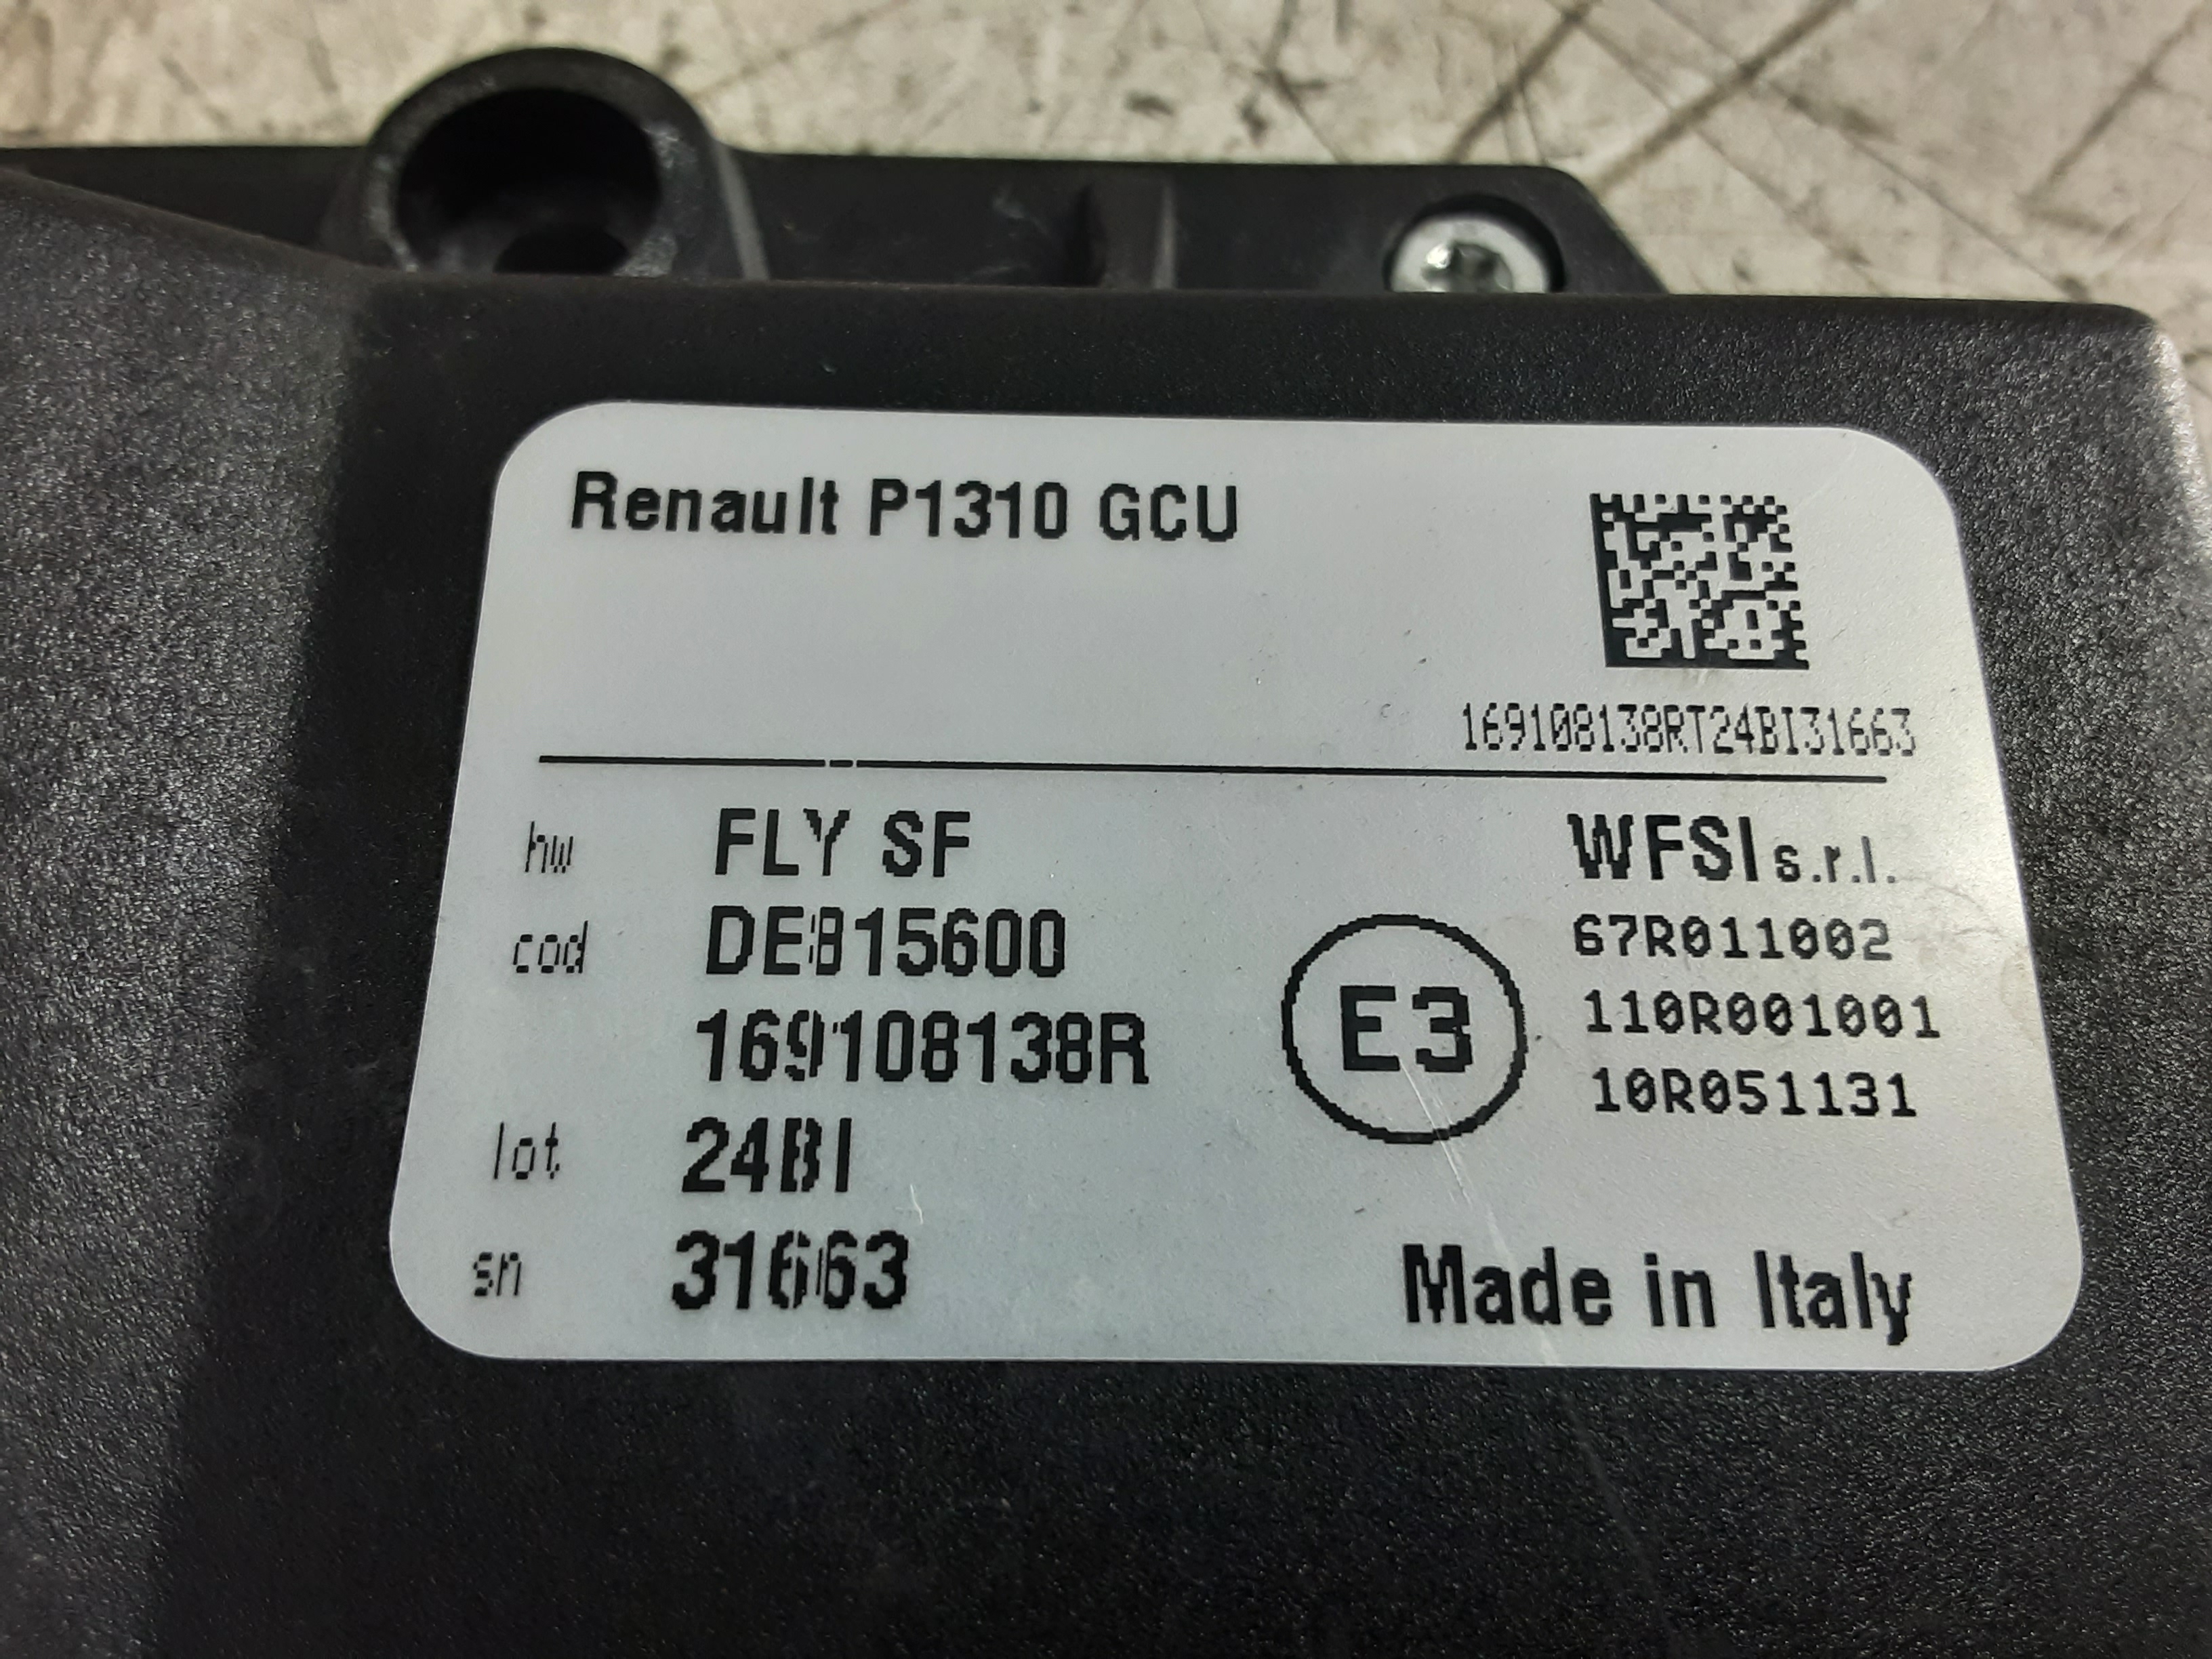 Renault P1310 GCU
169108138RT24BI31663
hw FLY SF
WFSI s.r.l.
cod DE815600
67R011002
169108138R
E3
110R001001
10R051131
lot 24BI
sn 31663
Made in Italy